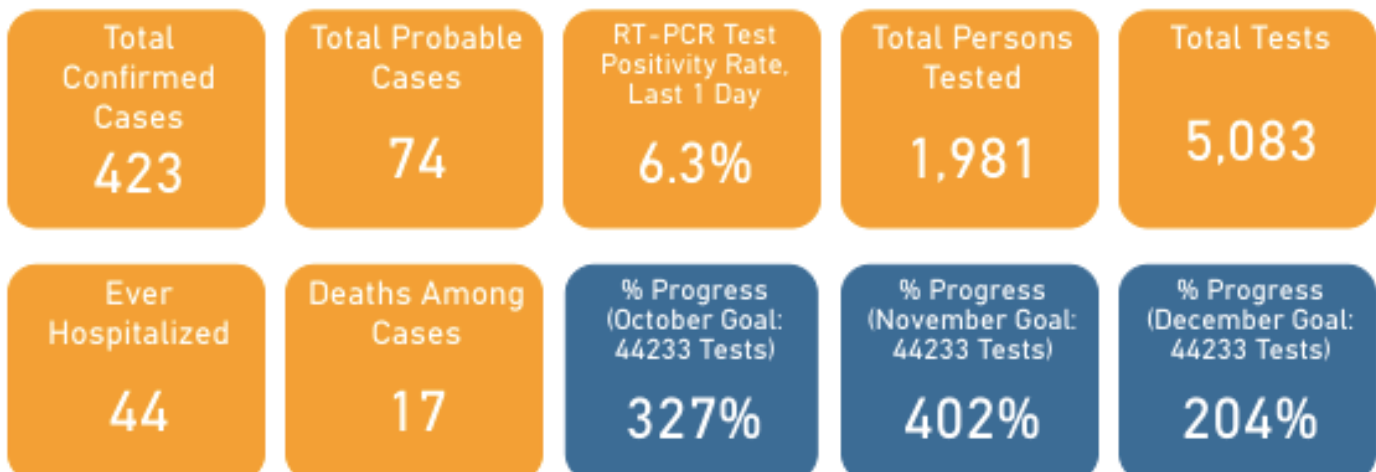 Total
Confirmed
Cases
423
Total Probable
Cases
74
RT-PCR Test
Positivity Rate,
Last 1 Day
6.3%
Total Persons
Tested
1,981
Total Tests
5,083
Ever
Hospitalized
44
Deaths Among
Cases
17
% Progress
(October Goal:
44233 Tests)
327%
% Progress
(November Goal:
44233 Tests)
402%
% Progress
(December Goal:
44233 Tests)
204%